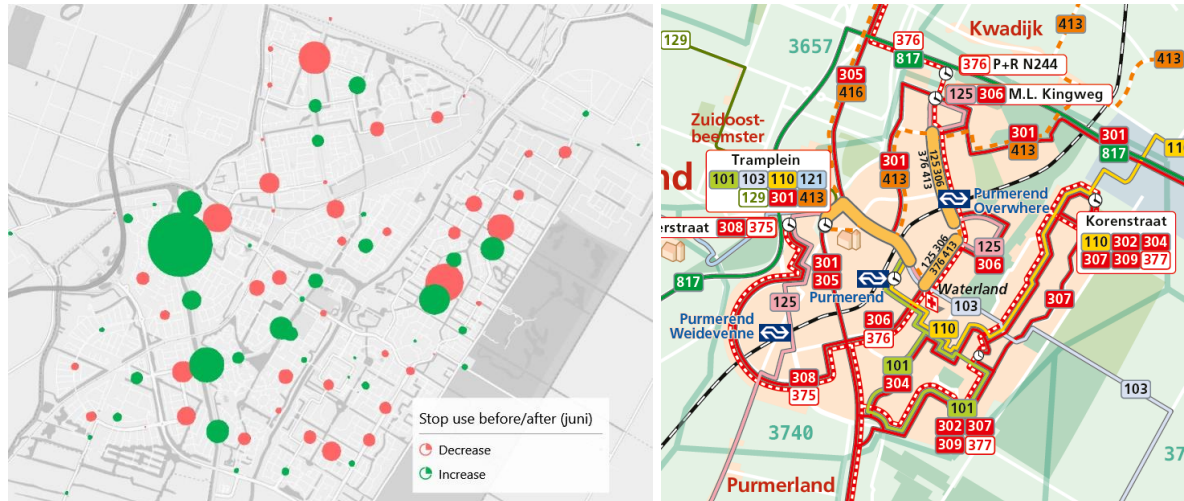 Stop use before/after (juni)
Decrease
Increase
129
3657
376
817
376 P+R N244
Kwadijk
413
413
305
416
125 306 M.L. Kingweg
Zuidoost-
beemster
301
413
301
817
110
Tramplein
101 103 110 121
129 301 413
301
413
125 306
376 413
nd
Purmerend
Overwhere
erstraat 308 375
Korenstraat
110 302 304
307 309 377
125
306
125 306
376 413
817
301
305
Purmerend
Waterland
103
307
125
Purmerend
Weidevenne
306
376
110
101
304
308
375
103
101
302 307
309 377
3740
37
Purmerland